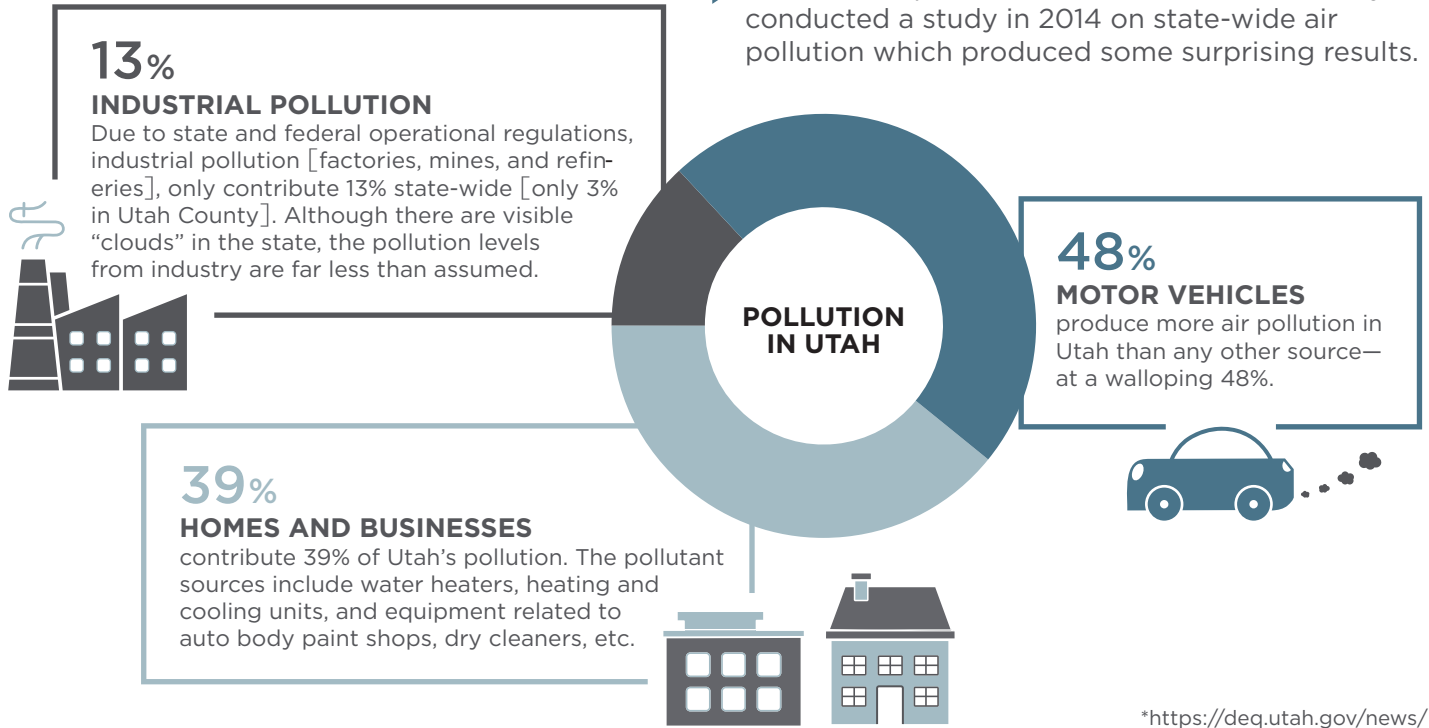 conducted a study in 2014 on state-wide air
pollution which produced some surprising results.
13%
INDUSTRIAL POLLUTION
Due to state and federal operational regulations,
industrial pollution [factories, mines, and refin-
eries], only contribute 13% state-wide [only 3%
in Utah County]. Although there are visible
“clouds” in the state, the pollution levels
from industry are far less than assumed.
POLLUTION
IN UTAH
48%
MOTOR VEHICLES
produce more air pollution in
Utah than any other source—
at a walloping 48%.
39%
HOMES AND BUSINESSES
contribute 39% of Utah’s pollution. The pollutant
sources include water heaters, heating and
cooling units, and equipment related to
auto body paint shops, dry cleaners, etc.
*https://deq.utah.gov/news/